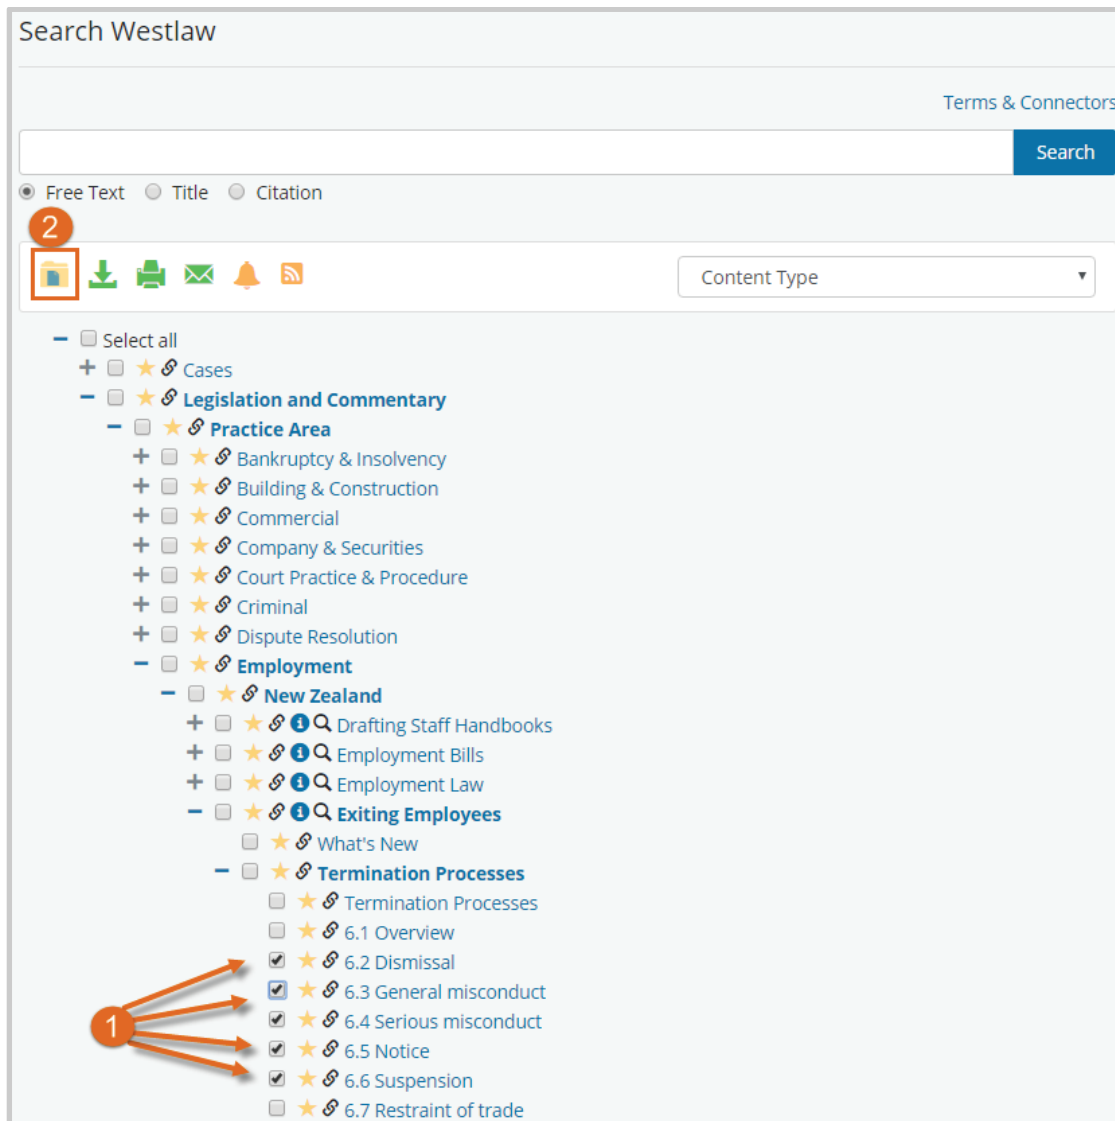 Search Westlaw
Terms & Connectors
Search
Free Text Title Citation
2
Content Type
Select all
Cases
Legislation and Commentary
Practice Area
Bankruptcy & Insolvency
Building & Construction
Commercial
Company & Securities
Court Practice & Procedure
Criminal
Dispute Resolution
Employment
New Zealand
Drafting Staff Handbooks
Employment Bills
Employment Law
Exiting Employees
What's New
Termination Processes
Termination Processes
6.1 Overview
6.2 Dismissal
6.3 General misconduct
6.4 Serious misconduct
1
6.5 Notice
6.6 Suspension
6.7 Restraint of trade